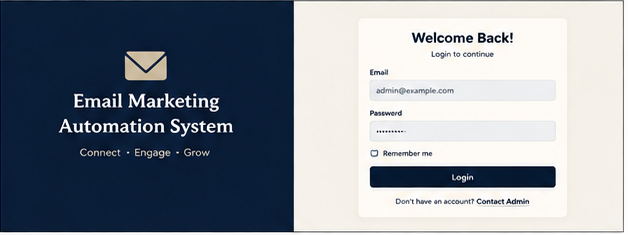 Email Marketing
Automation System
Connect • Engage • Grow
Welcome Back!
Login to continue
Email
admin@example.com
Password
•••••••••
Remember me
Login
Don't have an account? Contact Admin